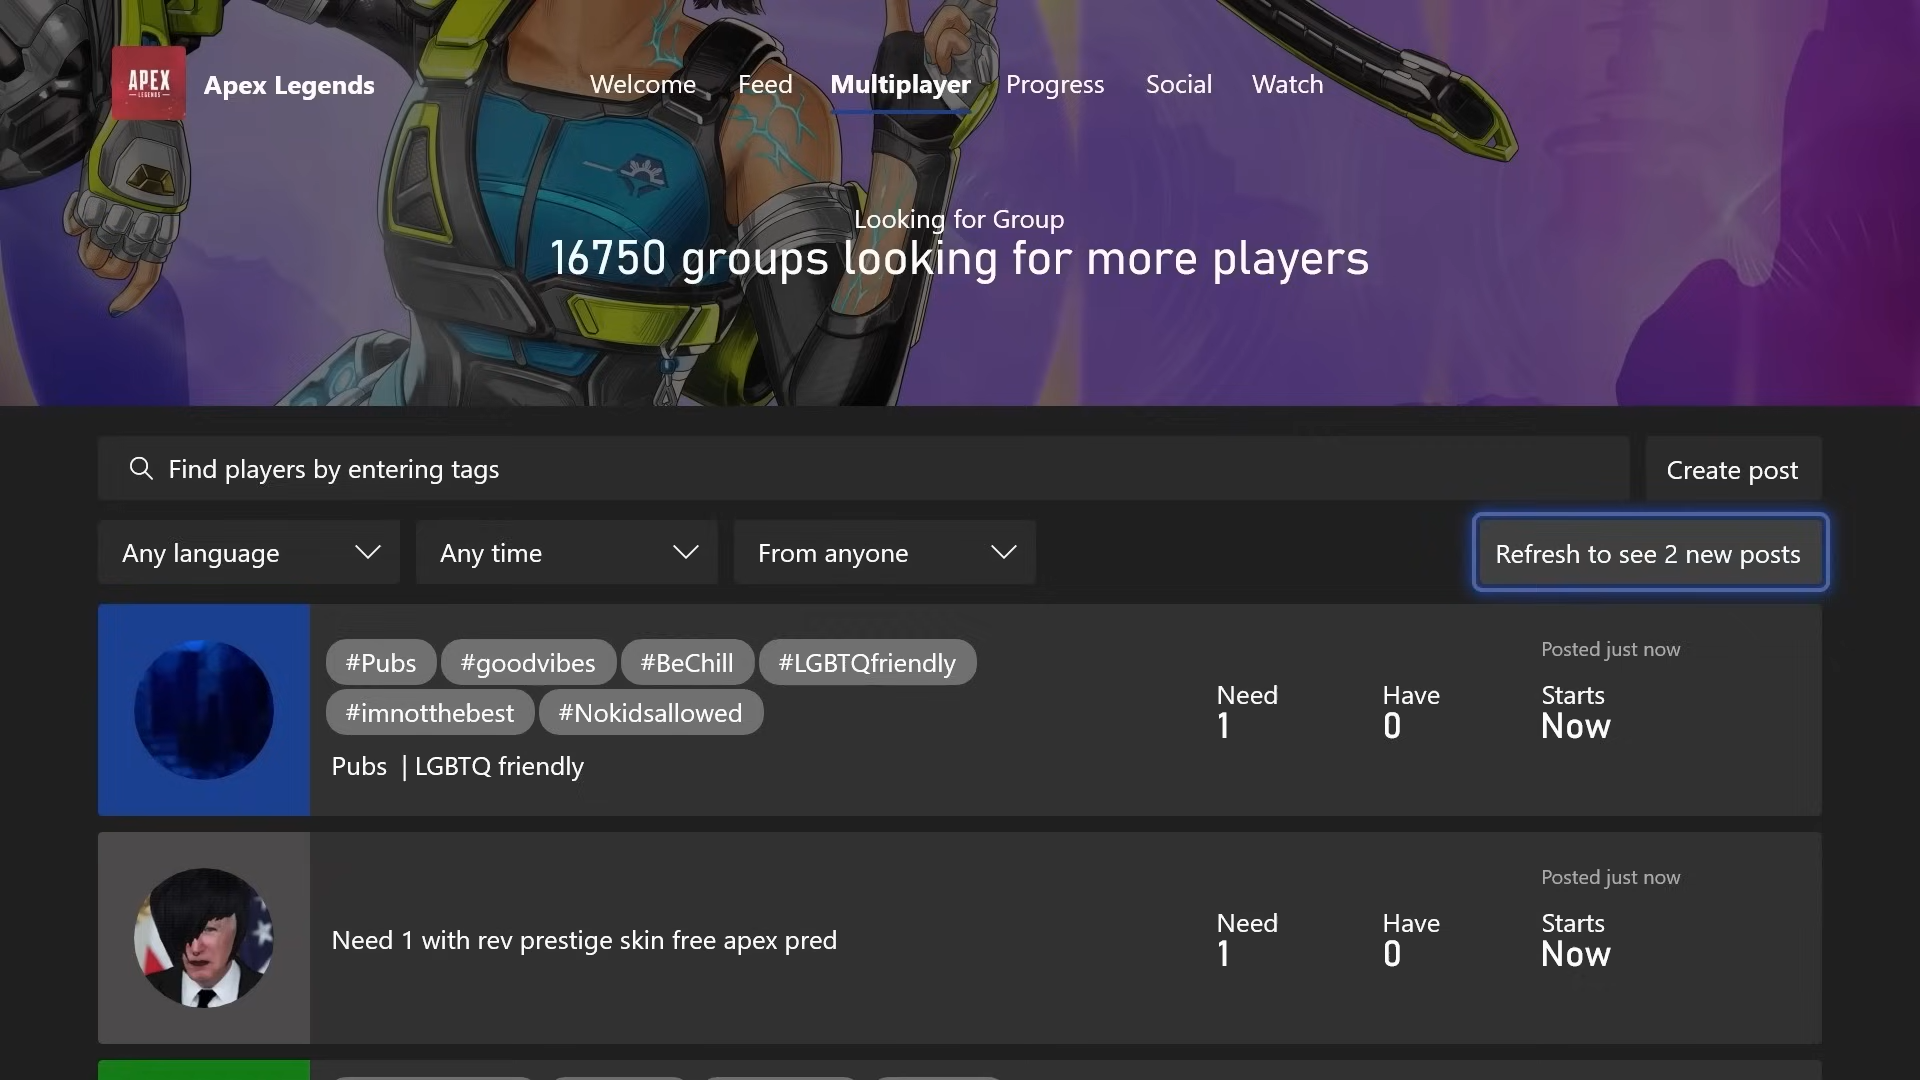 APEX
LEGENDS
Apex Legends
Welcome
Feed
Multiplayer
Progress
Social
Watch
Looking for Group
16750 groups looking for more players
Find players by entering tags
Create post
Any language
Any time
From anyone
Refresh to see 2 new posts
#Pubs
#goodvibes
#BeChill
#LGBTQfriendly
#imnotthebest
#Nokidsallowed
Pubs | LGBTQ friendly
Need
1
Have
0
Posted just now
Starts
Now
Need 1 with rev prestige skin free apex pred
Need
1
Have
0
Posted just now
Starts
Now